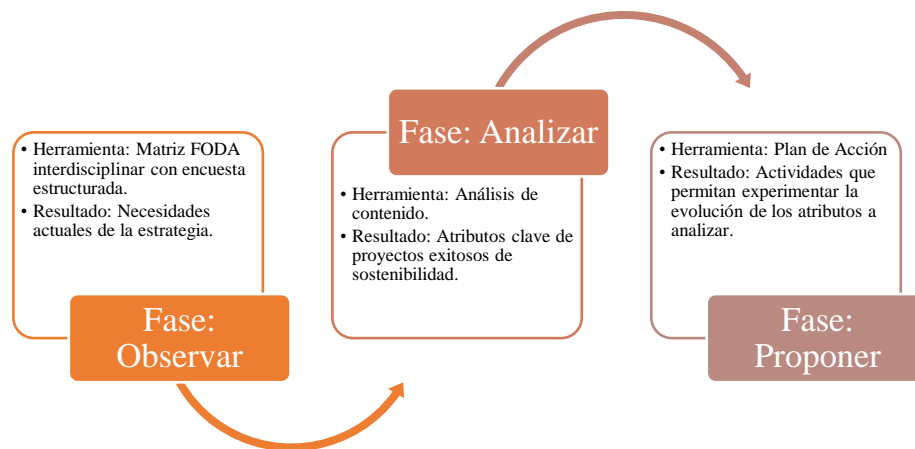 • Herramienta: Matriz FODA
interdisciplinar con encuesta
estructurada.
• Resultado: Necesidades
actuales de la estrategia.
Fase:
Observar
Fase: Analizar
• Herramienta: Análisis de
contenido.
• Resultado: Atributos clave de
proyectos exitosos de
sostenibilidad.
• Herramienta: Plan de Acción
• Resultado: Actividades que
permitan experimentar la
evolución de los atributos a
analizar.
Fase:
Proponer